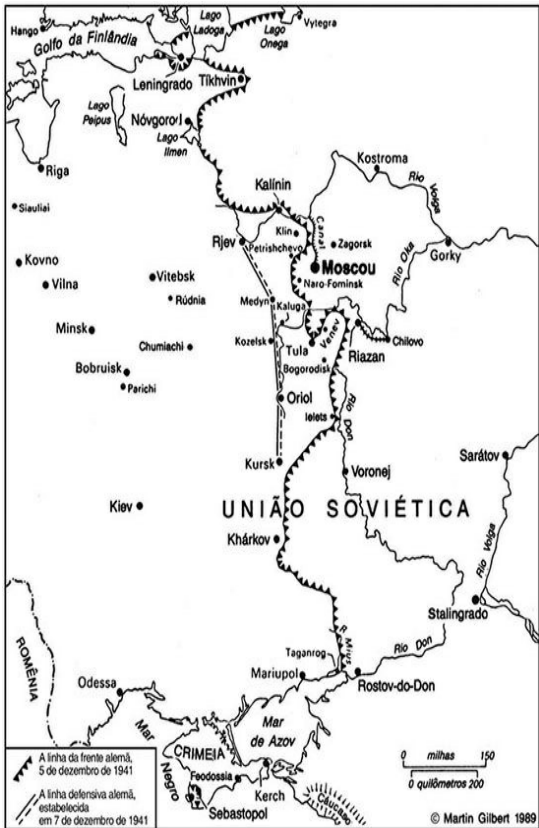 Hango
Golfo da Finlândia
Lago
Ladoga
Lago
Onega
Vytegra
Leningrado
Tíkhvin
Lago
Peipus
Nóvgorod
Lago
Ilmen
Riga
Kostroma
Rio Volga
Siauliai
Kalínin
Klin
Canal
Zagorsk
Rjev
Petrishchevo
Moscou
Gorky
Rio Oka
Kovno
Vilna
Vitebsk
Naro-Fominsk
Rúdnia
Medyn
Kaluga
Minsk
Chumiachi
Kozelsk
Tula
Venev
Riazan
Chilovo
Bobruisk
Parichi
Bogorodisk
Oriol
Ielets
Rio Don
Kursk
Voronej
Sarátov
Kiev
UNIÃO SOVIÉTICA
Khárkov
Rio Volga
Stalingrado
ROMÊNIA
Taganrog
R. Mius
Rio Don
Mariupol
Rostov-do-Don
Odessa
Mar
Negro
Mar
de Azov
CRIMEIA
Feodossia
Kerch
Sebastopol
Cáucaso
A linha da frente alemã,
5 de dezembro de 1941
A linha defensiva alemã,
estabelecida
em 7 de dezembro de 1941
0 milhas 150
0 quilômetros 200
© Martin Gilbert 1989